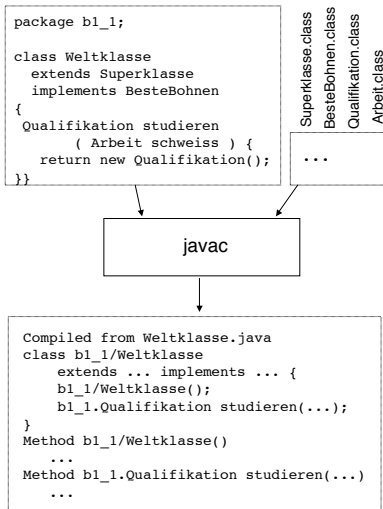 package b1_1;
class Weltklasse
extends Superklasse
implements BesteBohnen
{
Qualifikation studieren
( Arbeit schweiss ) {
return new Qualifikation();
}}
Superklasse.class
BesteBohnen.class
Qualifikation.class
Arbeit.class
...
javac
Compiled from Weltklasse.java
class b1_1/Weltklasse
extends ... implements ... {
b1_1/Weltklasse();
b1_1.Qualifikation studieren(...);
}
Method b1_1/Weltklasse()
...
Method b1_1.Qualifikation studieren(...)
...